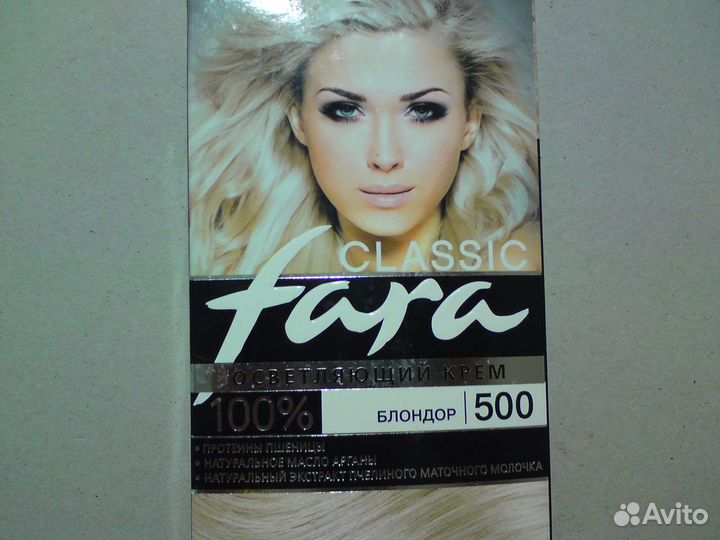 CLASSIC
fara
ОСВЕТЛЯЮЩИЙ КРЕМ
100%
БЛОНДОР 500
• ПРОТЕИНЫ ПШЕНИЦЫ
• НАТУРАЛЬНОЕ МАСЛО АРГАНЫ
• НАТУРАЛЬНЫЙ ЭКСТРАКТ ПЧЕЛИНОГО МАТОЧНОГО МОЛОЧКА
Avito